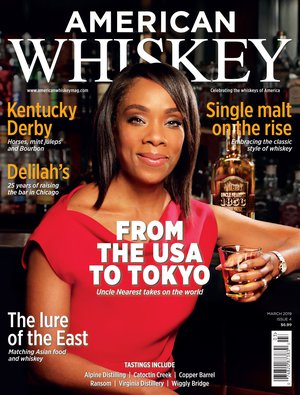 AMERICAN
WHISKEY
www.americanwhiskeymag.com
Celebrating the whiskeys of America
Kentucky
Derby
Horses, mint juleps
and Bourbon
Delilah's
25 years of raising
the bar in Chicago
Single malt
on the rise
Embracing the classic
style of whiskey
UNCLE NEAREST
1856
FROM
THE USA
TO TOKYO
Uncle Nearest takes on the world
The lure
of the East
Matching Asian food
and whiskey
MARCH 2019
ISSUE 4
$6.99
TASTINGS INCLUDE
Alpine Distilling | Catoctin Creek | Copper Barrel
Ransom | Virginia Distillery | Wiggly Bridge